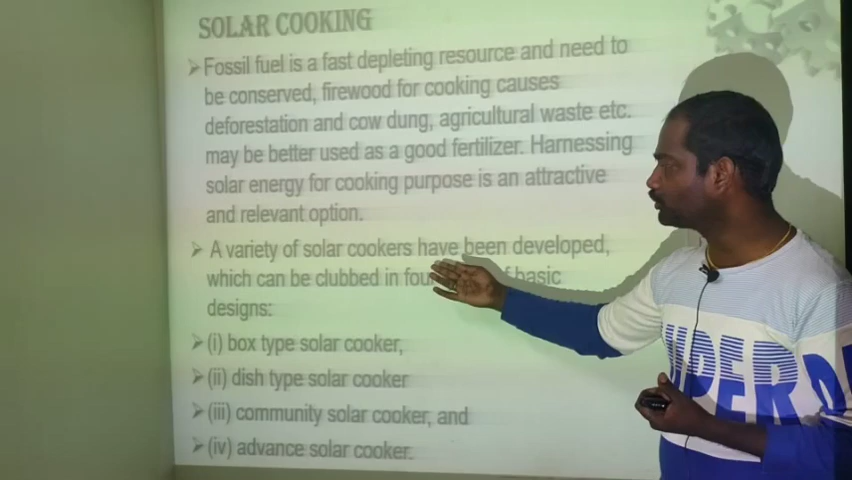 SOLAR COOKING
➤Fossil fuel is a fast depleting resource and need to
be conserved, firewood for cooking causes
deforestation and cow dung, agricultural waste etc.
may be better used as a good fertilizer. Harnessing
solar energy for cooking purpose is an attractive
and relevant option.
➤ A variety of solar cookers have been developed,
which can be clubbed in four of basic
designs:
➤(i) box type solar cooker,
➤(ii) dish type solar cooker
➤(iii) community solar cooker, and
➤(iv) advance solar cooker.